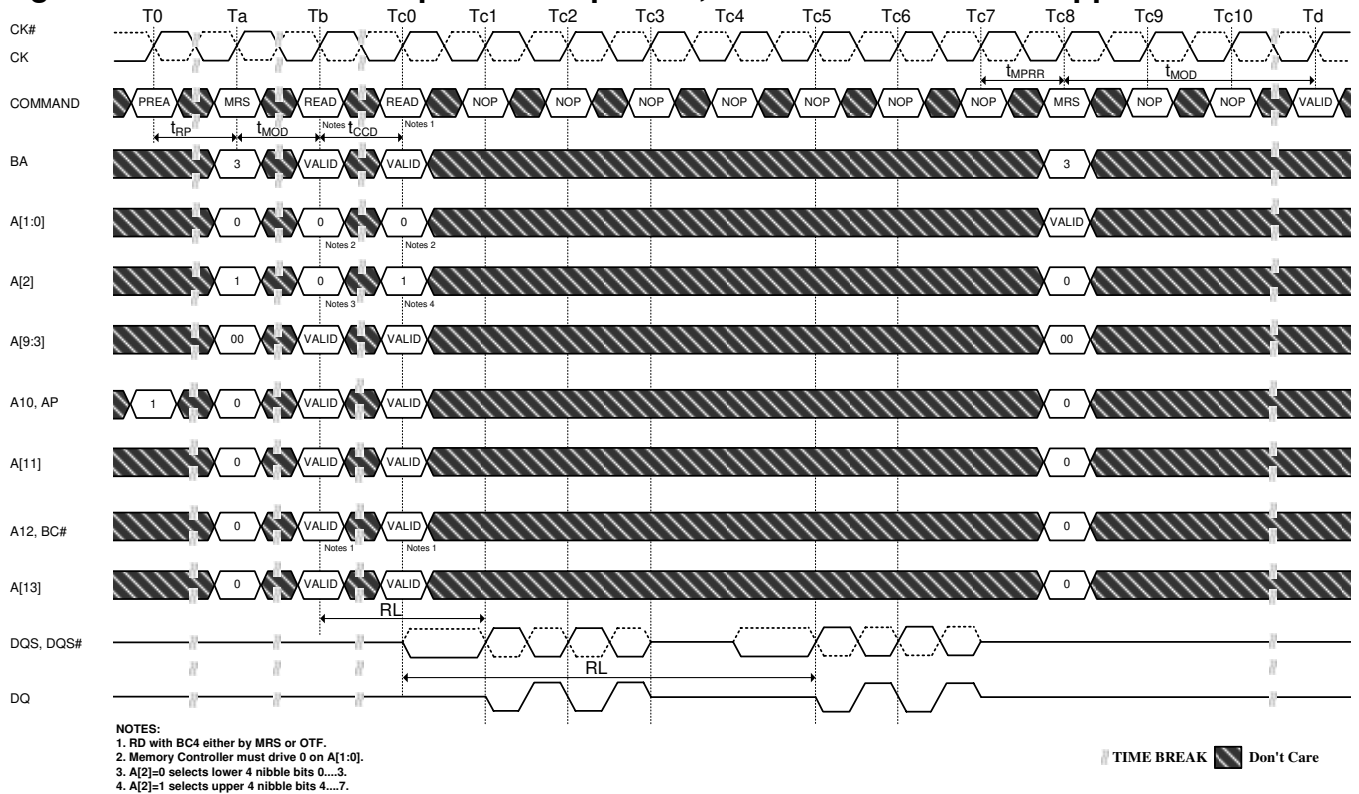 T0 Ta Tb Tc0 Tc1 Tc2 Tc3 Tc4 Tc5 Tc6 Tc7 Tc8 Tc9 Tc10 Td
CK#
CK
tMPRR tMOD
COMMAND PREA MRS READ READ NOP NOP NOP NOP NOP NOP NOP MRS NOP NOP VALID
Notes 1 Notes 1
tRP tMOD tCCD
BA 3 VALID VALID 3
A[1:0] 0 0 0 VALID
Notes 2 Notes 2
A[2] 1 0 1 0
Notes 3 Notes 4
A[9:3] 00 VALID VALID 00
A10, AP 1 0 VALID VALID 0
A[11] 0 VALID VALID 0
A12, BC# 0 VALID VALID 0
Notes 1 Notes 1
A[13] 0 VALID VALID 0
RL
DQS, DQS#
RL
DQ
NOTES:
1. RD with BC4 either by MRS or OTF.
2. Memory Controller must drive 0 on A[1:0].
3. A[2]=0 selects lower 4 nibble bits 0....3.
4. A[2]=1 selects upper 4 nibble bits 4....7.
TIME BREAK Don't Care